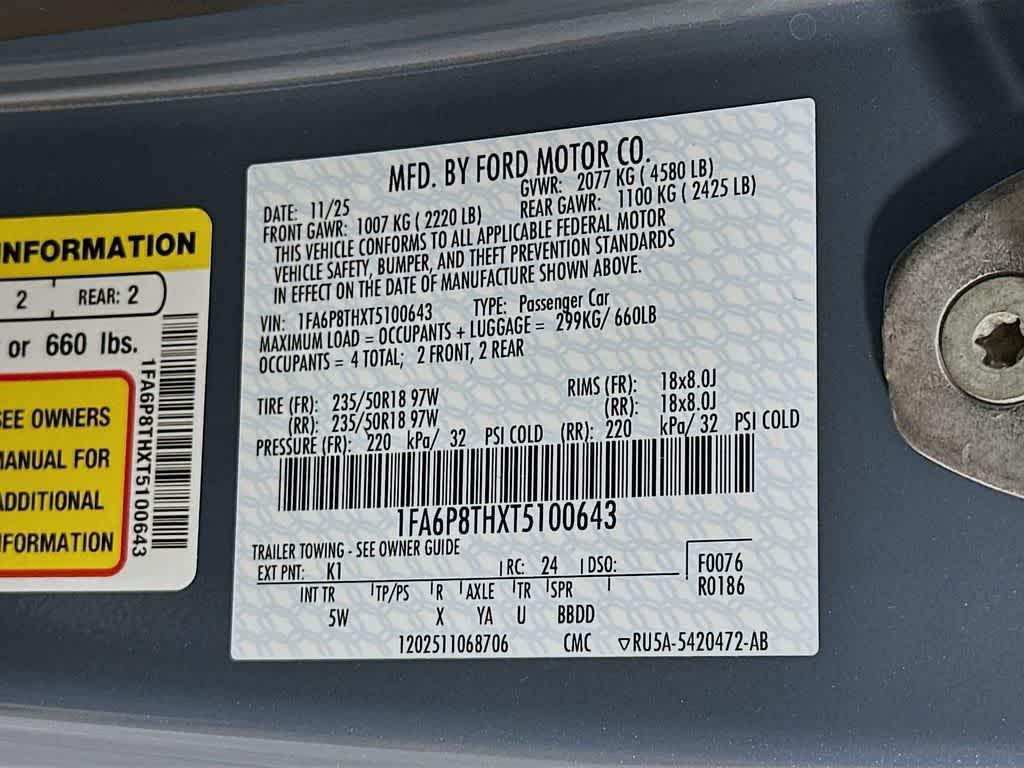 INFORMATION
2 REAR: 2
or 660 lbs.
SEE OWNERS
MANUAL FOR
ADDITIONAL
INFORMATION
1FA6P8THXT5100643
MFD. BY FORD MOTOR CO.
DATE: 11/25 GVWR: 2077 KG ( 4580 LB)
FRONT GAWR: 1007 KG ( 2220 LB) REAR GAWR: 1100 KG ( 2425 LB)
THIS VEHICLE CONFORMS TO ALL APPLICABLE FEDERAL MOTOR
VEHICLE SAFETY, BUMPER, AND THEFT PREVENTION STANDARDS
IN EFFECT ON THE DATE OF MANUFACTURE SHOWN ABOVE.
VIN: 1FA6P8THXT5100643 TYPE: Passenger Car
MAXIMUM LOAD = OCCUPANTS + LUGGAGE = 299KG/ 660LB
OCCUPANTS = 4 TOTAL; 2 FRONT, 2 REAR
TIRE (FR): 235/50R18 97W RIMS (FR): 18x8.0J
(RR): 235/50R18 97W (RR): 18x8.0J
PRESSURE (FR): 220 kPa/ 32 PSI COLD (RR): 220 kPa/ 32 PSI COLD
1FA6P8THXT5100643
TRAILER TOWING - SEE OWNER GUIDE
EXT PNT: K1 RC: 24 DSO: F0076
INT TR TP/PS R AXLE TR SPR R0186
5W X YA U BBDD
1202511068706 CMC ▽RU5A-5420472-AB